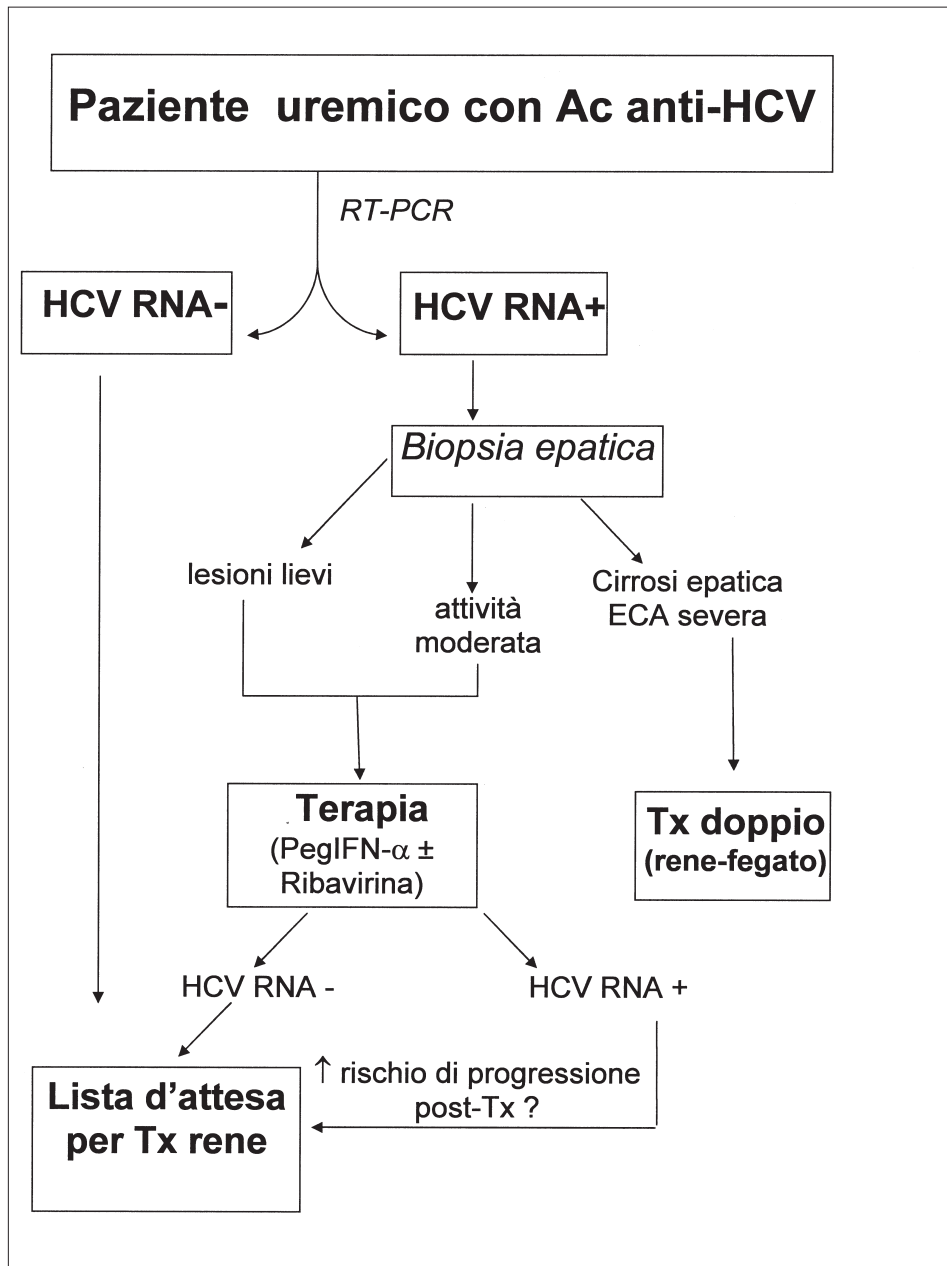 Paziente uremico con Ac anti-HCV
RT-PCR
HCV RNA-
HCV RNA+
Biopsia epatica
lesioni lievi
attività
moderata
Cirrosi epatica
ECA severa
Terapia
(PegIFN-α ±
Ribavirina)
Tx doppio
(rene-fegato)
HCV RNA -
HCV RNA +
↑ rischio di progressione
post-Tx ?
Lista d’attesa
per Tx rene